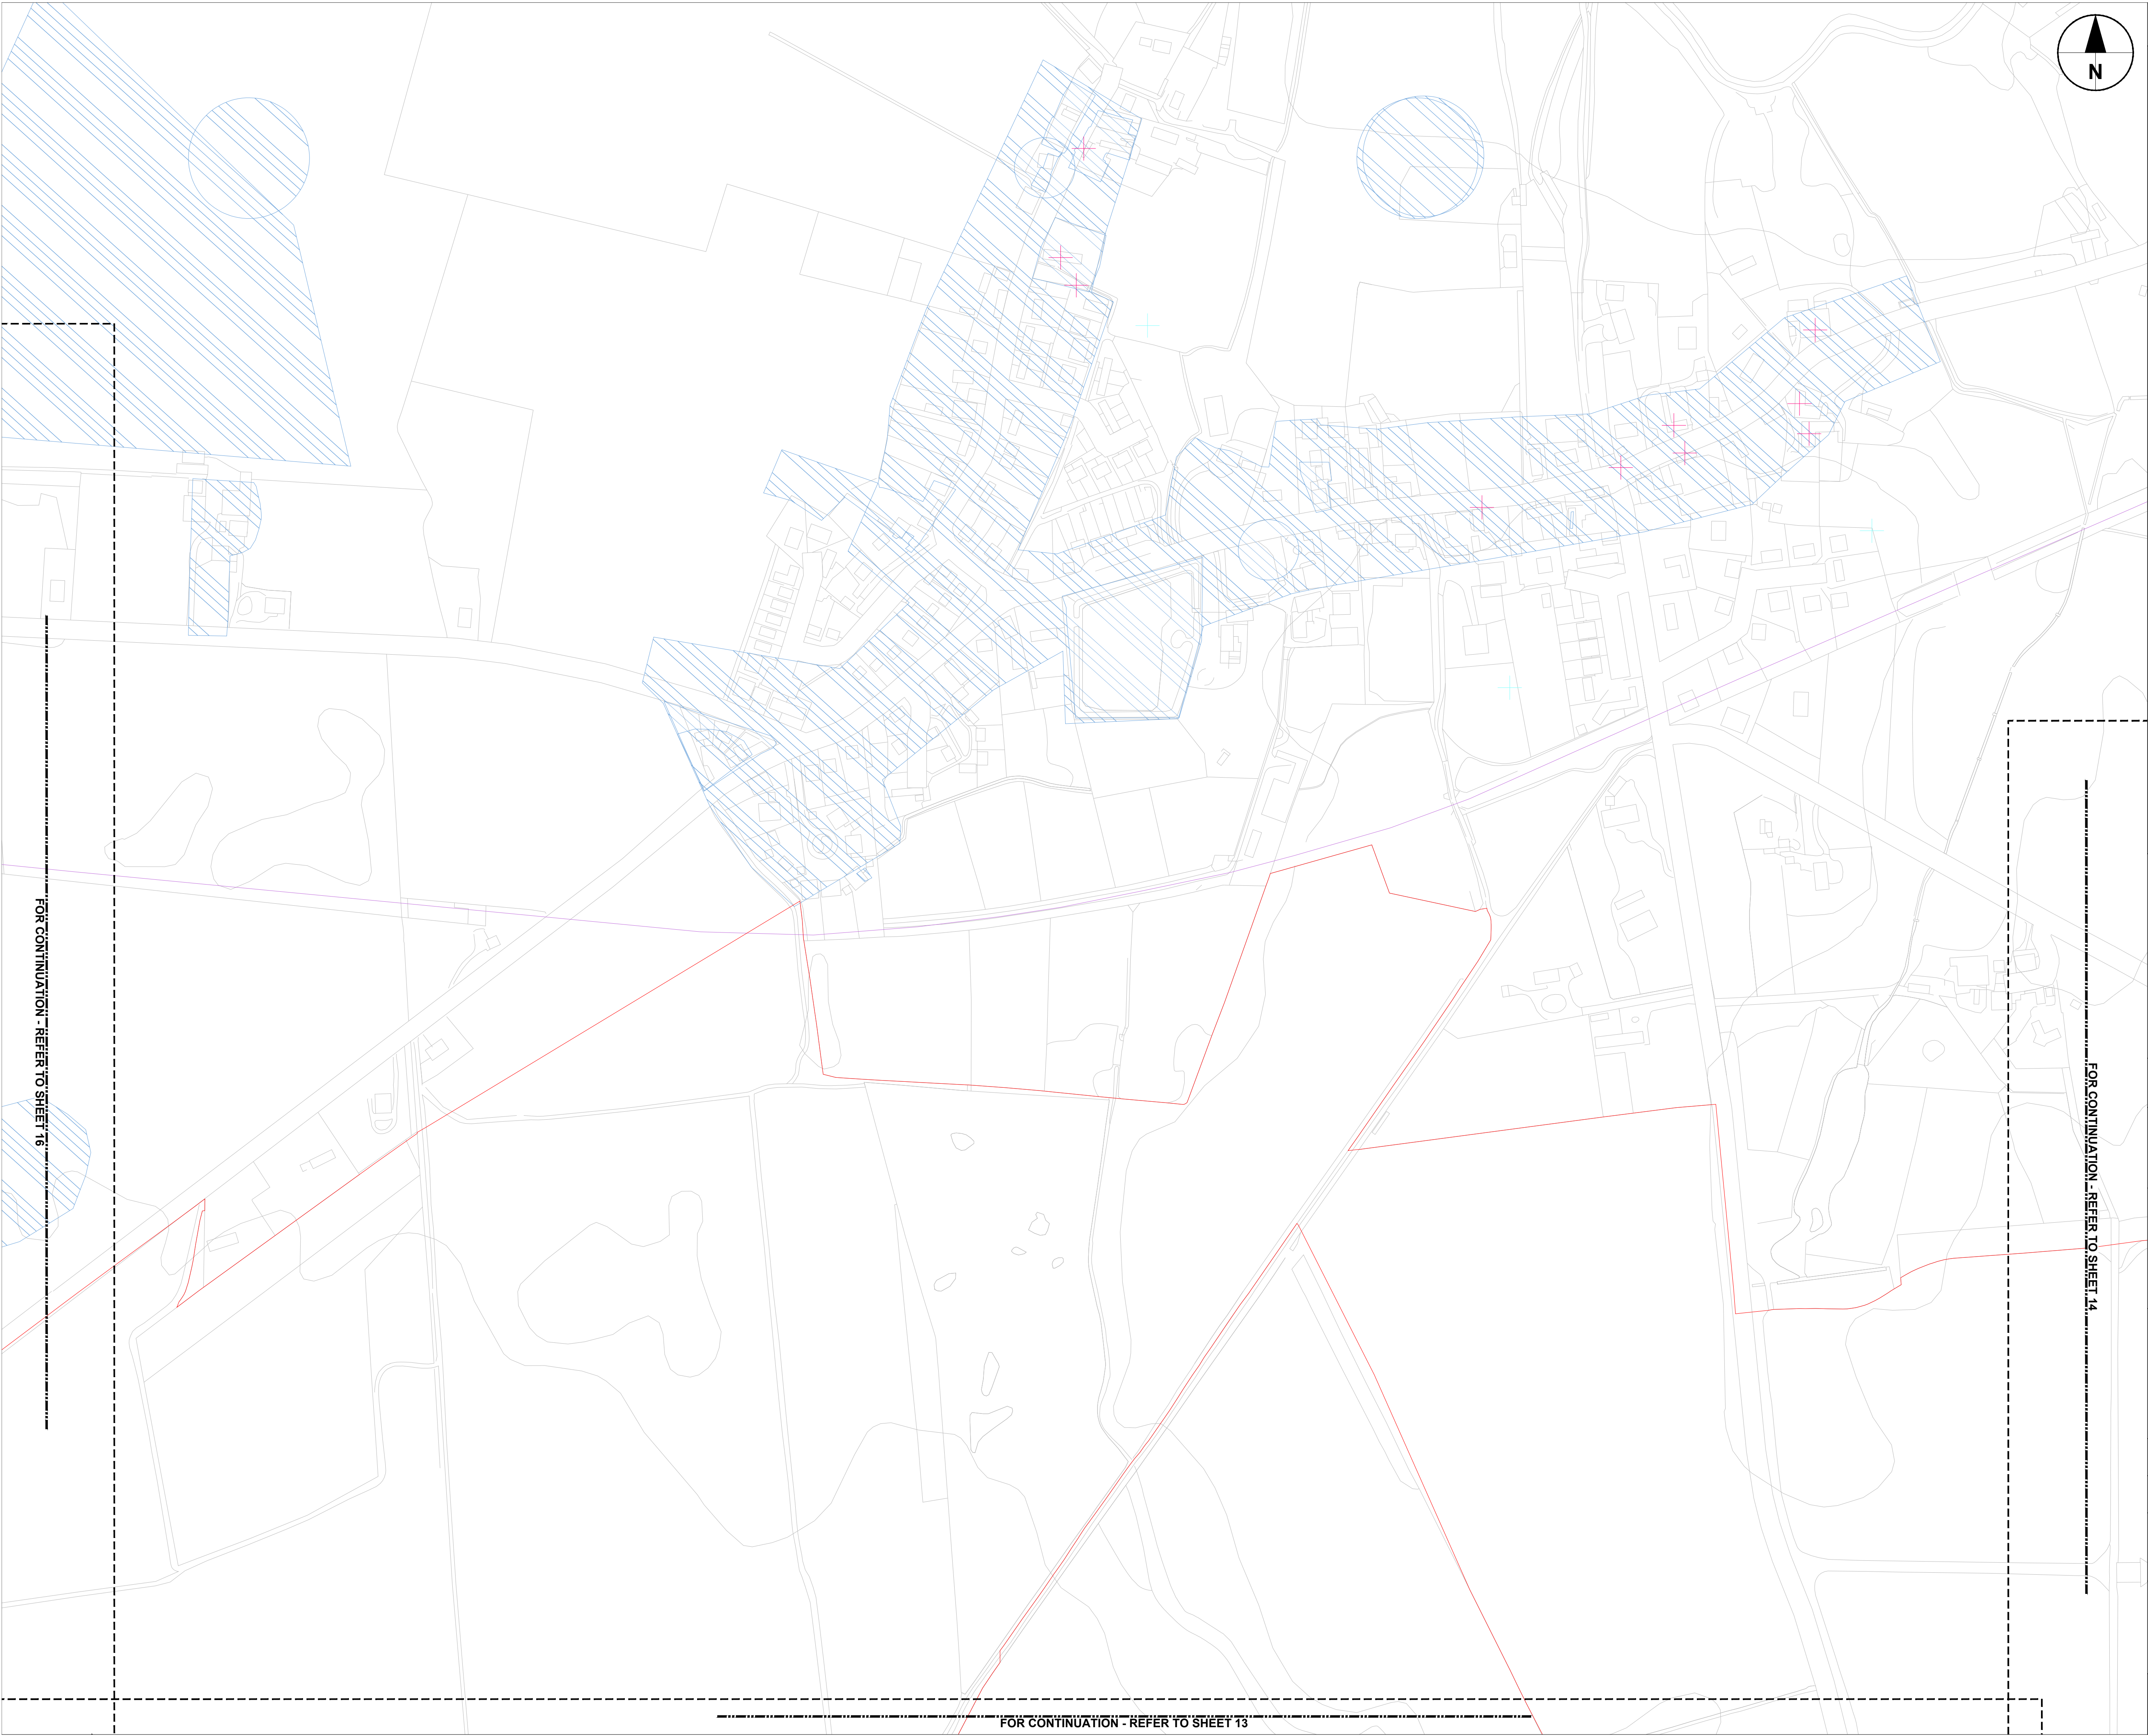 N
FOR CONTINUATION - REFER TO SHEET 16
FOR CONTINUATION - REFER TO SHEET 14
FOR CONTINUATION - REFER TO SHEET 13